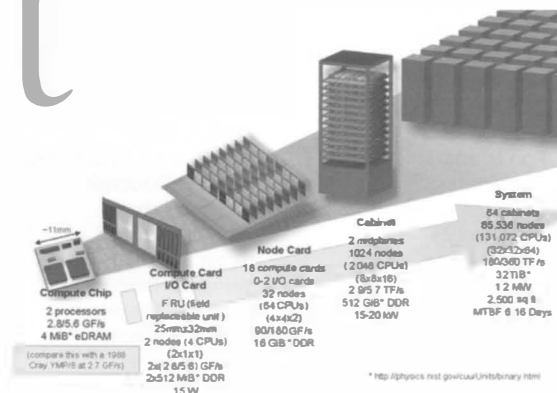 t
~11mm
Compute Chip
2 processors
2.8/5.6 GF/s
4 MiB* eDRAM
(compare this with a 1988
Cray YMP/8 at 2.7 GF/s)
Compute Card
I/O Card
FRU (field
replaceable unit)
25mmx32mm
2 nodes (4 CPUs)
(2x1x1)
2x(2.8/5.6) GF/s
2x512 MiB* DDR
15 W
Node Card
16 compute cards
0-2 I/O cards
32 nodes
(64 CPUs)
(4x4x2)
90/180 GF/s
16 GiB* DDR
Cabinet
2 midplanes
1024 nodes
(2048 CPUs)
(8x8x16)
2.9/5.7 TF/s
512 GiB* DDR
15-20 kW
System
64 cabinets
65,536 nodes
(131,072 CPUs)
(32x32x64)
180/360 TF/s
32 TiB*
1.2 MW
2,500 sq ft
MTBF 6.16 Days
* http://physics.nist.gov/cuu/Units/binary.html